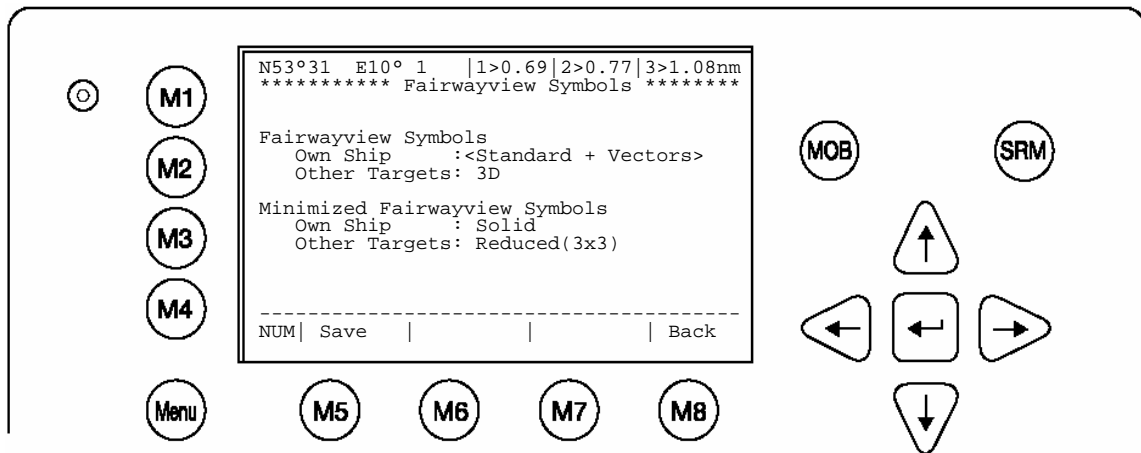 N53°31 E10° 1 |1>0.69|2>0.77|3>1.08nm
*********** Fairwayview Symbols ********
Fairwayview Symbols
Own Ship :<Standard + Vectors>
Other Targets: 3D
Minimized Fairwayview Symbols
Own Ship : Solid
Other Targets: Reduced(3x3)
----------------------------------------
NUM| Save | | | Back
M1
M2
M3
M4
Menu
M5
M6
M7
M8
MOB
SRM